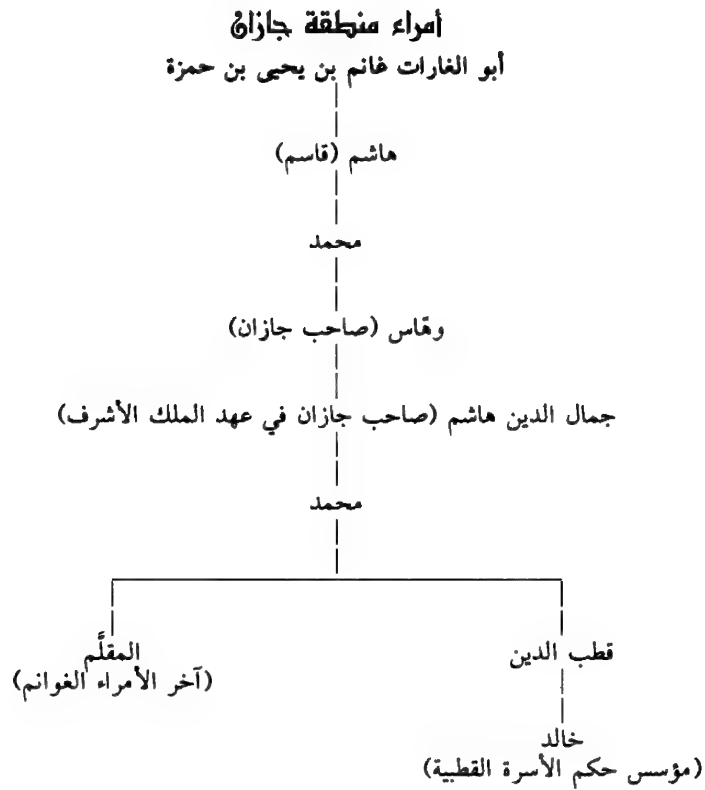 أمراء منطقة جازان
أبو الغارات غانم بن يحيى بن حمزة
هاشم (قاسم)
محمد
وهّاس (صاحب جازان)
جمال الدين هاشم (صاحب جازان في عهد الملك الأشرف)
محمد
قطب الدين
المقلَّم
(آخر الأمراء الغوانم)
خالد
(مؤسس حكم الأسرة القطبية)